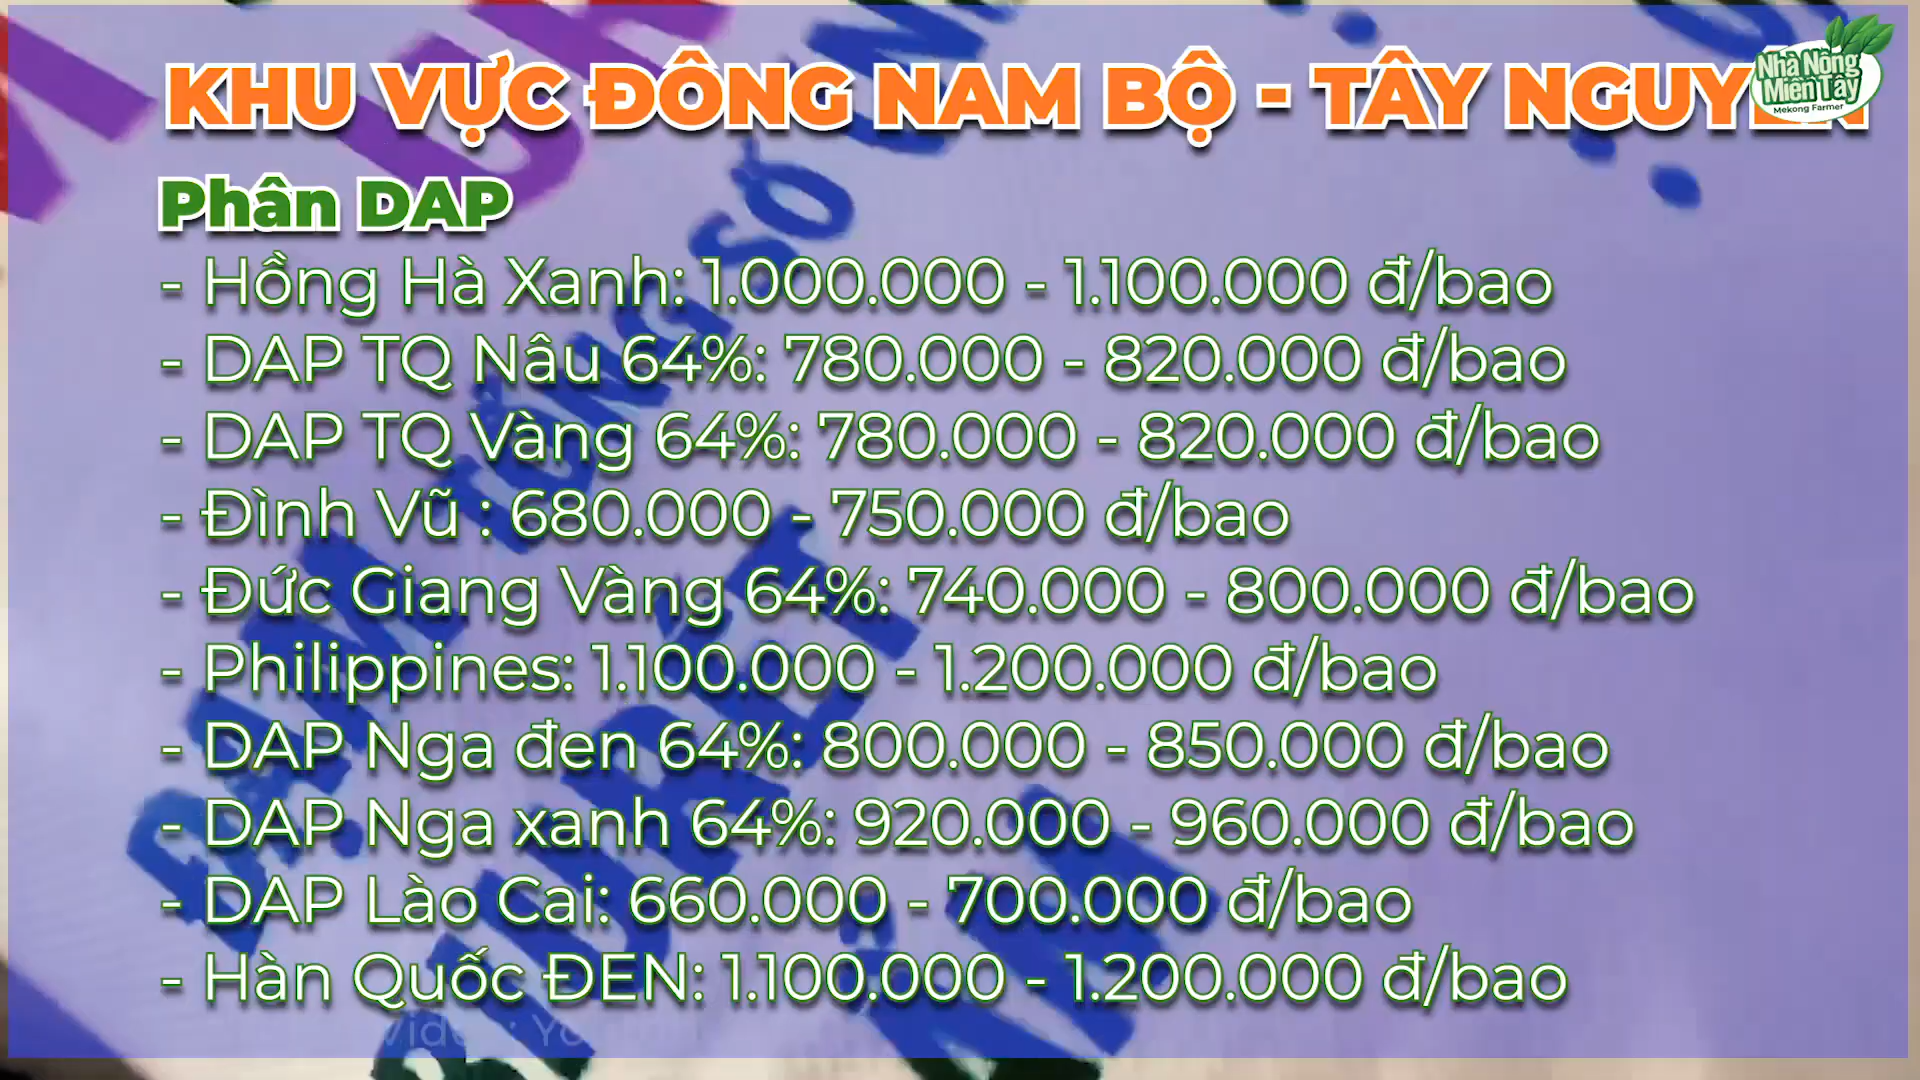 KHU VỰC ĐÔNG NAM BỘ - TÂY NGUYÊN
Nhà Nông
Miền Tây
Mekong Farmer
Phân DAP
- Hồng Hà Xanh: 1.000.000 - 1.100.000 đ/bao
- DAP TQ Nâu 64%: 780.000 - 820.000 đ/bao
- DAP TQ Vàng 64%: 780.000 - 820.000 đ/bao
- Đình Vũ : 680.000 - 750.000 đ/bao
- Đức Giang Vàng 64%: 740.000 - 800.000 đ/bao
- Philippines: 1.100.000 - 1.200.000 đ/bao
- DAP Nga đen 64%: 800.000 - 850.000 đ/bao
- DAP Nga xanh 64%: 920.000 - 960.000 đ/bao
- DAP Lào Cai: 660.000 - 700.000 đ/bao
- Hàn Quốc ĐEN: 1.100.000 - 1.200.000 đ/bao
ĐẠM TỔNG SỐ